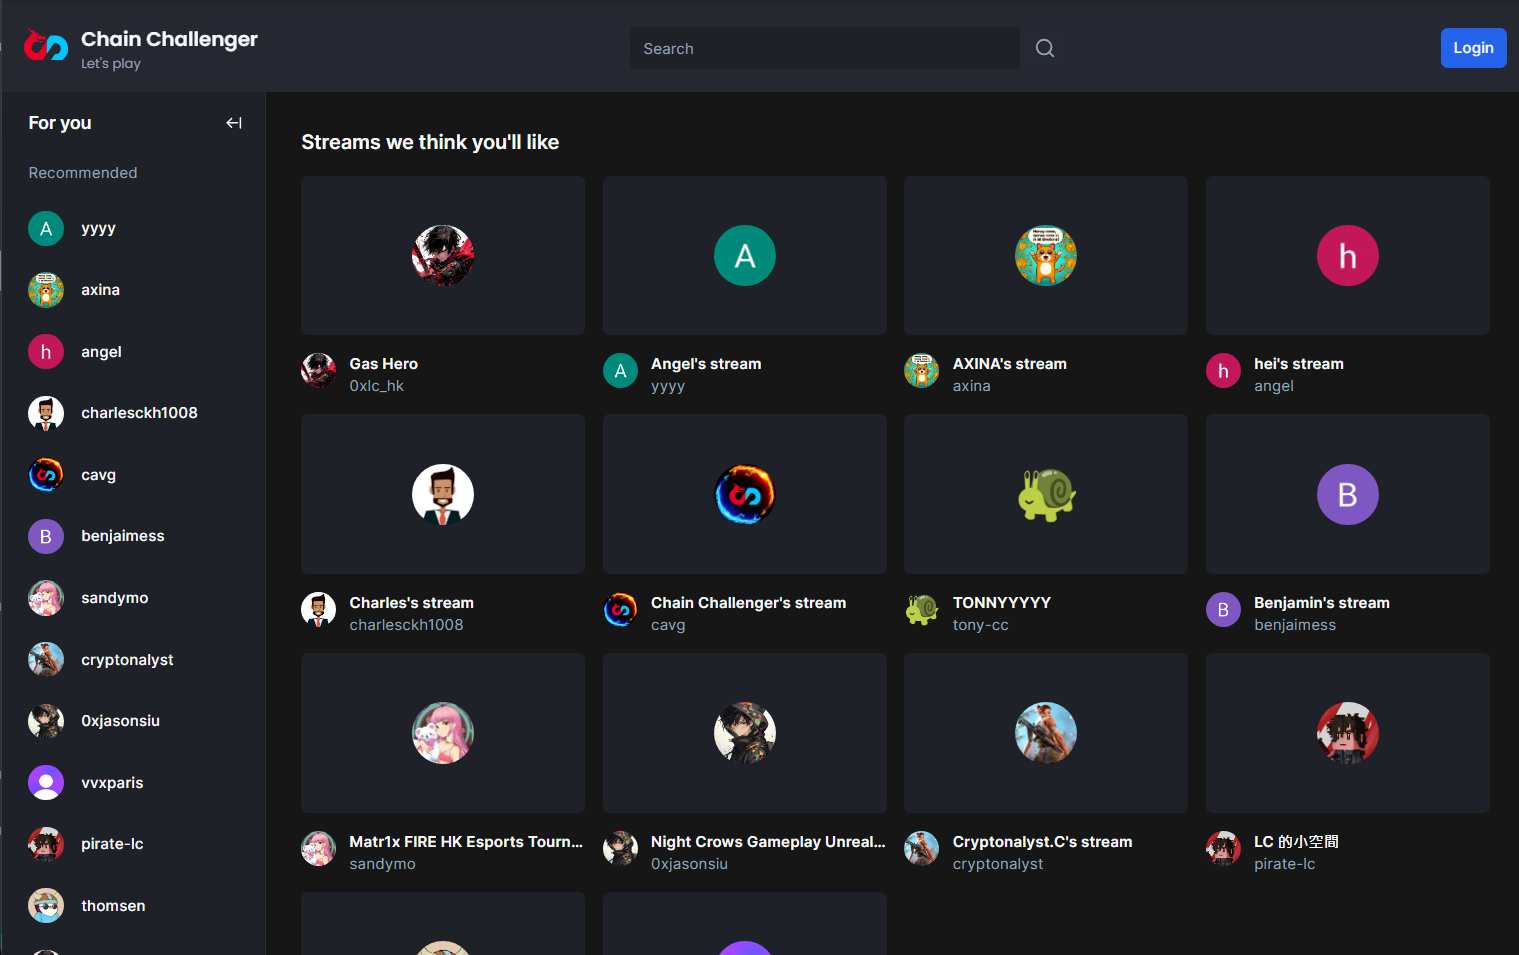 Chain Challenger
Let's play
Search
Login
For you
Recommended
A yyyy
axina
h angel
charlesckh1008
cavg
B benjaimess
sandymo
cryptonalyst
0xjasonsiu
vvxparis
pirate-lc
thomsen
Streams we think you'll like
A
h
Gas Hero
0xlc_hk
A
Angel's stream
yyyy
AXINA's stream
axina
h
hei's stream
angel
B
Charles's stream
charlesckh1008
Chain Challenger's stream
cavg
TONNYYYYY
tony-cc
B
Benjamin's stream
benjaimess
Matr1x FIRE HK Esports Tourn...
sandymo
Night Crows Gameplay Unreal...
0xjasonsiu
Cryptonalyst.C's stream
cryptonalyst
LC 的小空間
pirate-lc